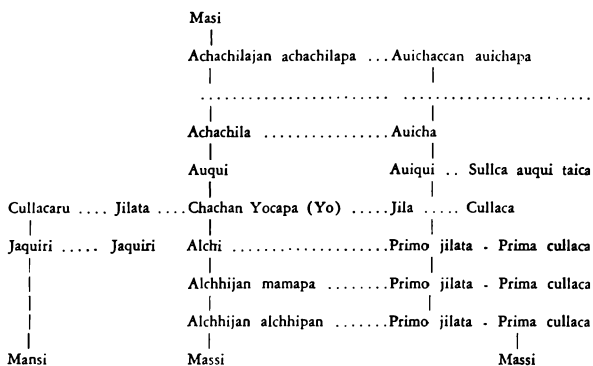 Masi
Achachilajan achachilapa ... Auichaccan auichapa
Achachila ................ Auicha
Auqui Auiqui .. Sullca auqui taica
Cullacaru .... Jilata .... Chachan Yocapa (Yo) ..... Jila ..... Cullaca
Jaquiri ..... Jaquiri Alchi ...................... Primo jilata - Prima cullaca
Alchhijan mamapa ........ Primo jilata - Prima cullaca
Alchhijan alchhipan ....... Primo jilata - Prima cullaca
Mansi Massi Massi